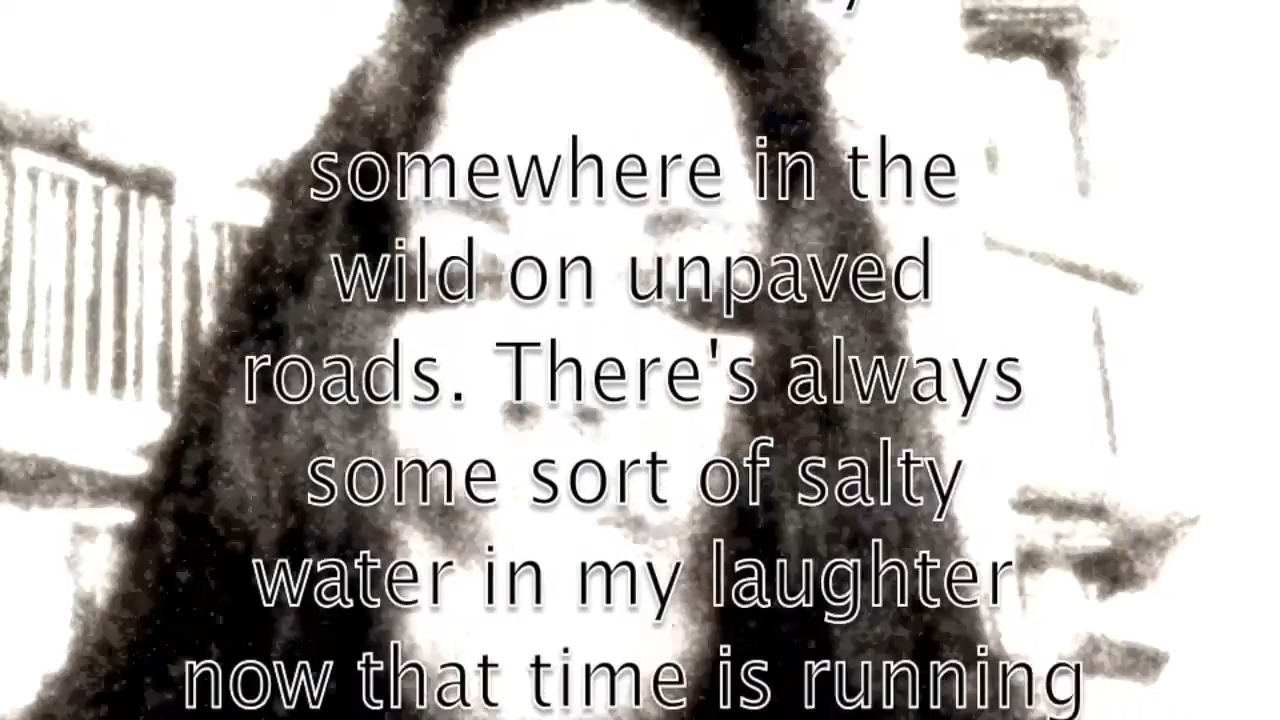 somewhere in the
wild on unpaved
roads. There's always
some sort of salty
water in my laughter
now that time is running